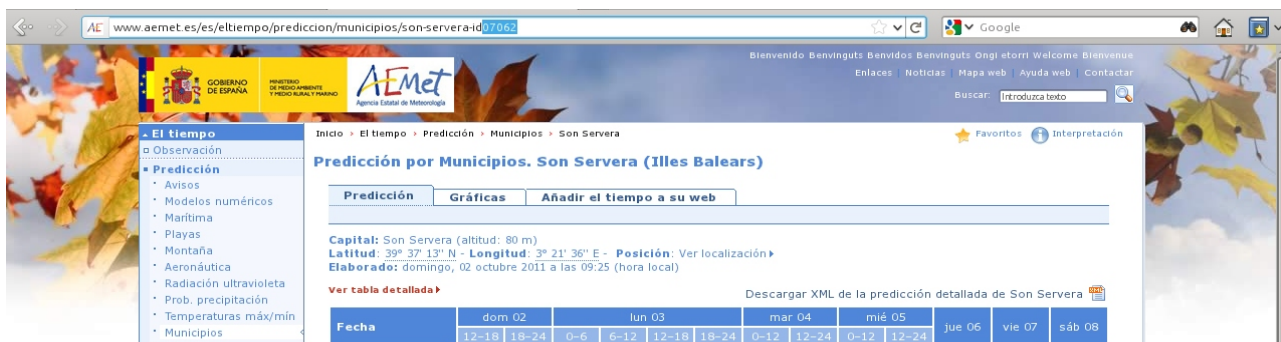 www.aemet.es/es/eltiempo/prediccion/municipios/son-servera-id07062
Google
GOBIERNO DE ESPAÑA
MINISTERIO DE MEDIO AMBIENTE Y MEDIO RURAL Y MARINO
AEMet
Agencia Estatal de Meteorología
Bienvenido Benvinguts Benvidos Benvinguts Ongi etorri Welcome Bienvenue
Enlaces | Noticias | Mapa web | Ayuda web | Contactar
Buscar: Introduzca texto
El tiempo
Observación
Predicción
Avisos
Modelos numéricos
Marítima
Playas
Montaña
Aeronáutica
Radiación ultravioleta
Prob. precipitación
Temperaturas máx/mín
Municipios
Inicio > El tiempo > Predicción > Municipios > Son Servera
Favoritos Interpretación
Predicción por Municipios. Son Servera (Illes Balears)
Predicción Gráficas Añadir el tiempo a su web
Capital: Son Servera (altitud: 80 m)
Latitud: 39º 37' 13'' N - Longitud: 3º 21' 36'' E - Posición: Ver localización
Elaborado: domingo, 02 octubre 2011 a las 09:25 (hora local)
Ver tabla detallada
Descargar XML de la predicción detallada de Son Servera
Fecha dom 02 lun 03 mar 04 mié 05 jue 06 vie 07 sáb 08
12-18 18-24 0-6 6-12 12-18 18-24 0-12 12-24 0-12 12-24